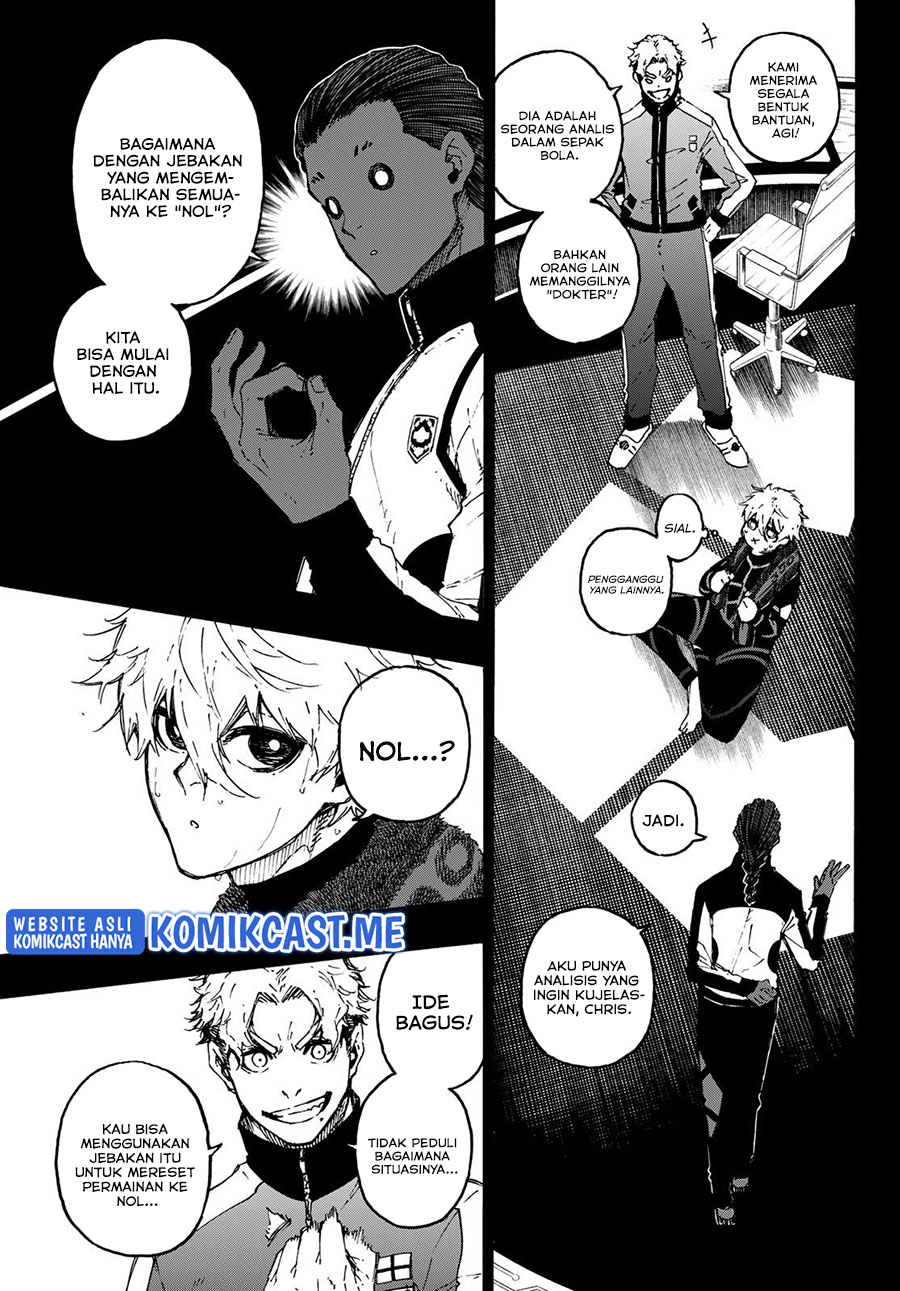 KAMI
MENERIMA
SEGALA
BENTUK
BANTUAN,
AGI!
DIA ADALAH
SEORANG ANALIS
DALAM SEPAK
BOLA.
BAHKAN
ORANG LAIN
MEMANGGILNYA
"DOKTER"!
SIAL.
PENGGANGGU
YANG LAINNYA.
JADI.
AKU PUNYA
ANALISIS YANG
INGIN KUJELAS-
KAN, CHRIS.
BAGAIMANA
DENGAN JEBAKAN
YANG MENGEM-
BALIKAN SEMUA-
NYA KE "NOL"?
KITA
BISA MULAI
DENGAN
HAL ITU.
NOL...?
WEBSITE ASLI
KOMIKCAST HANYA
KOMIKCAST.ME
IDE
BAGUS!
TIDAK PEDULI
BAGAIMANA
SITUASINYA...
KAU BISA
MENGGUNAKAN
JEBAKAN ITU
UNTUK MERESET
PERMAINAN KE
NOL...